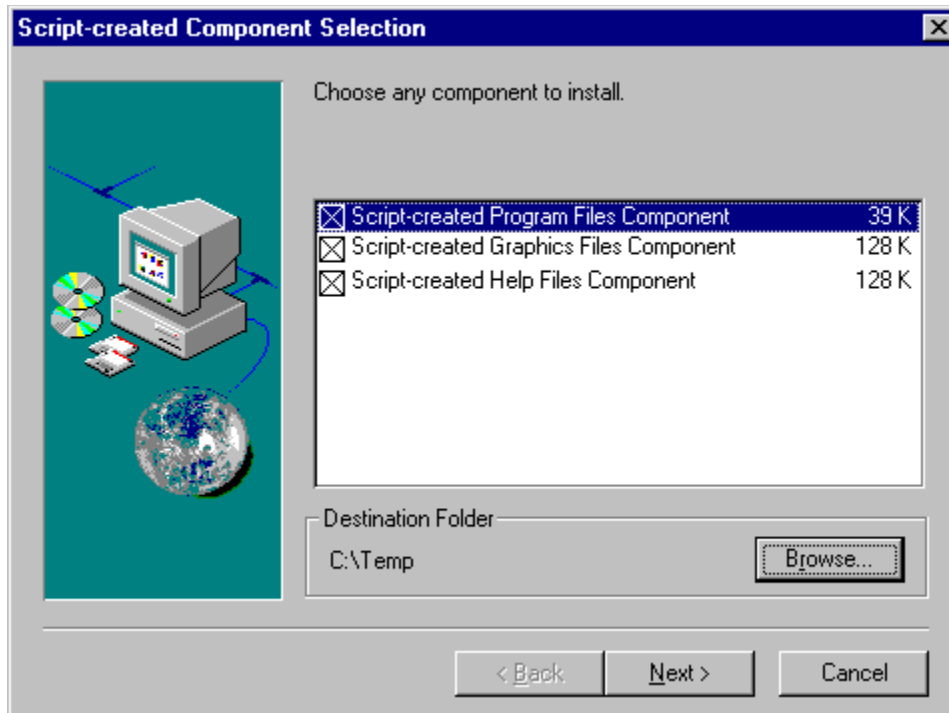 Script-created Component Selection
Choose any component to install.
Script-created Program Files Component 39 K
Script-created Graphics Files Component 128 K
Script-created Help Files Component 128 K
Destination Folder
C:\Temp
Browse...
< Back
Next >
Cancel